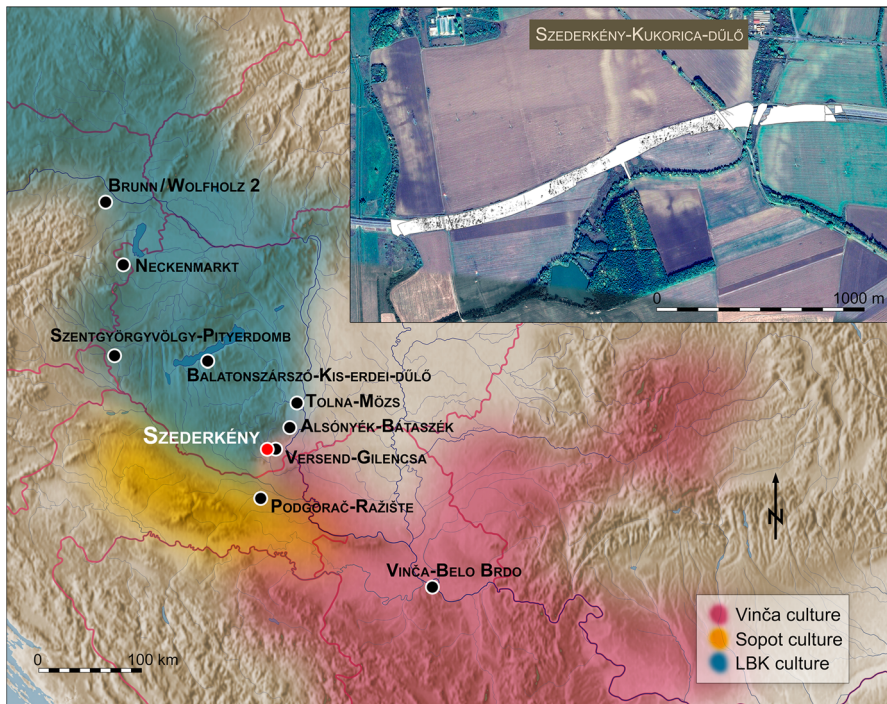 Szederkény-Kukorica-dűlő
0 1000 m
Brunn/Wolfholz 2
Neckenmarkt
Szentgyörgyvölgy-Pityerdomb
Balatonszárszó-Kis-erdei-dűlő
Tolna-Mözs
Alsónyék-Bátaszék
Szederkény
Versend-Gilencsa
Podgorač-Ražište
N
Vinča-Belo Brdo
Vinča culture
Sopot culture
LBK culture
0 100 km